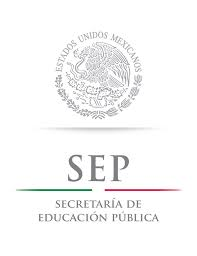 ESTADOS UNIDOS MEXICANOS
SEP
SECRETARÍA DE
EDUCACIÓN PÚBLICA